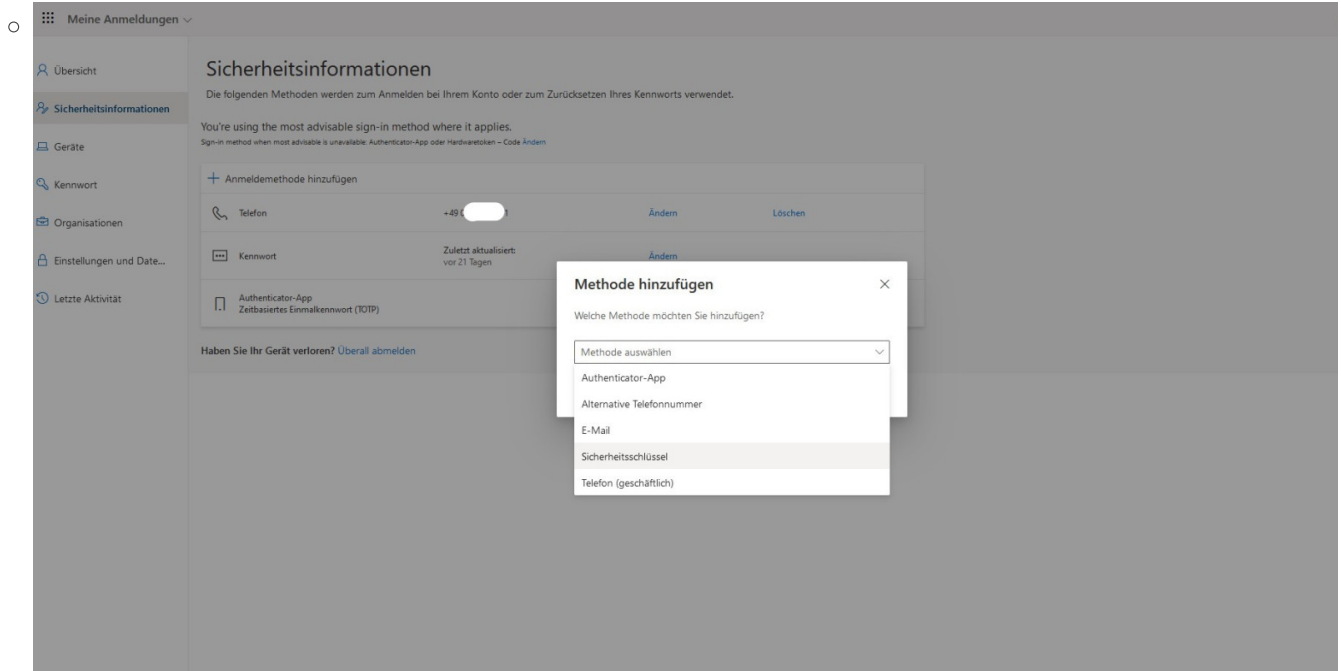 Meine Anmeldungen
Übersicht
Sicherheitsinformationen
Geräte
Kennwort
Organisationen
Einstellungen und Date...
Letzte Aktivität
Sicherheitsinformationen
Die folgenden Methoden werden zum Anmelden bei Ihrem Konto oder zum Zurücksetzen Ihres Kennworts verwendet.
You're using the most advisable sign-in method where it applies.
Sign-in method when most advisable is unavailable: Authenticator-App oder Hardwaretoken – Code Ändern
Anmeldemethode hinzufügen
Telefon +49 Ändern Löschen
Kennwort Zuletzt aktualisiert: Ändern
vor 21 Tagen
Authenticator-App
Zeitbasiertes Einmalkennwort (TOTP)
Haben Sie Ihr Gerät verloren? Überall abmelden
Methode hinzufügen
Welche Methode möchten Sie hinzufügen?
Methode auswählen
Authenticator-App
Alternative Telefonnummer
E-Mail
Sicherheitsschlüssel
Telefon (geschäftlich)